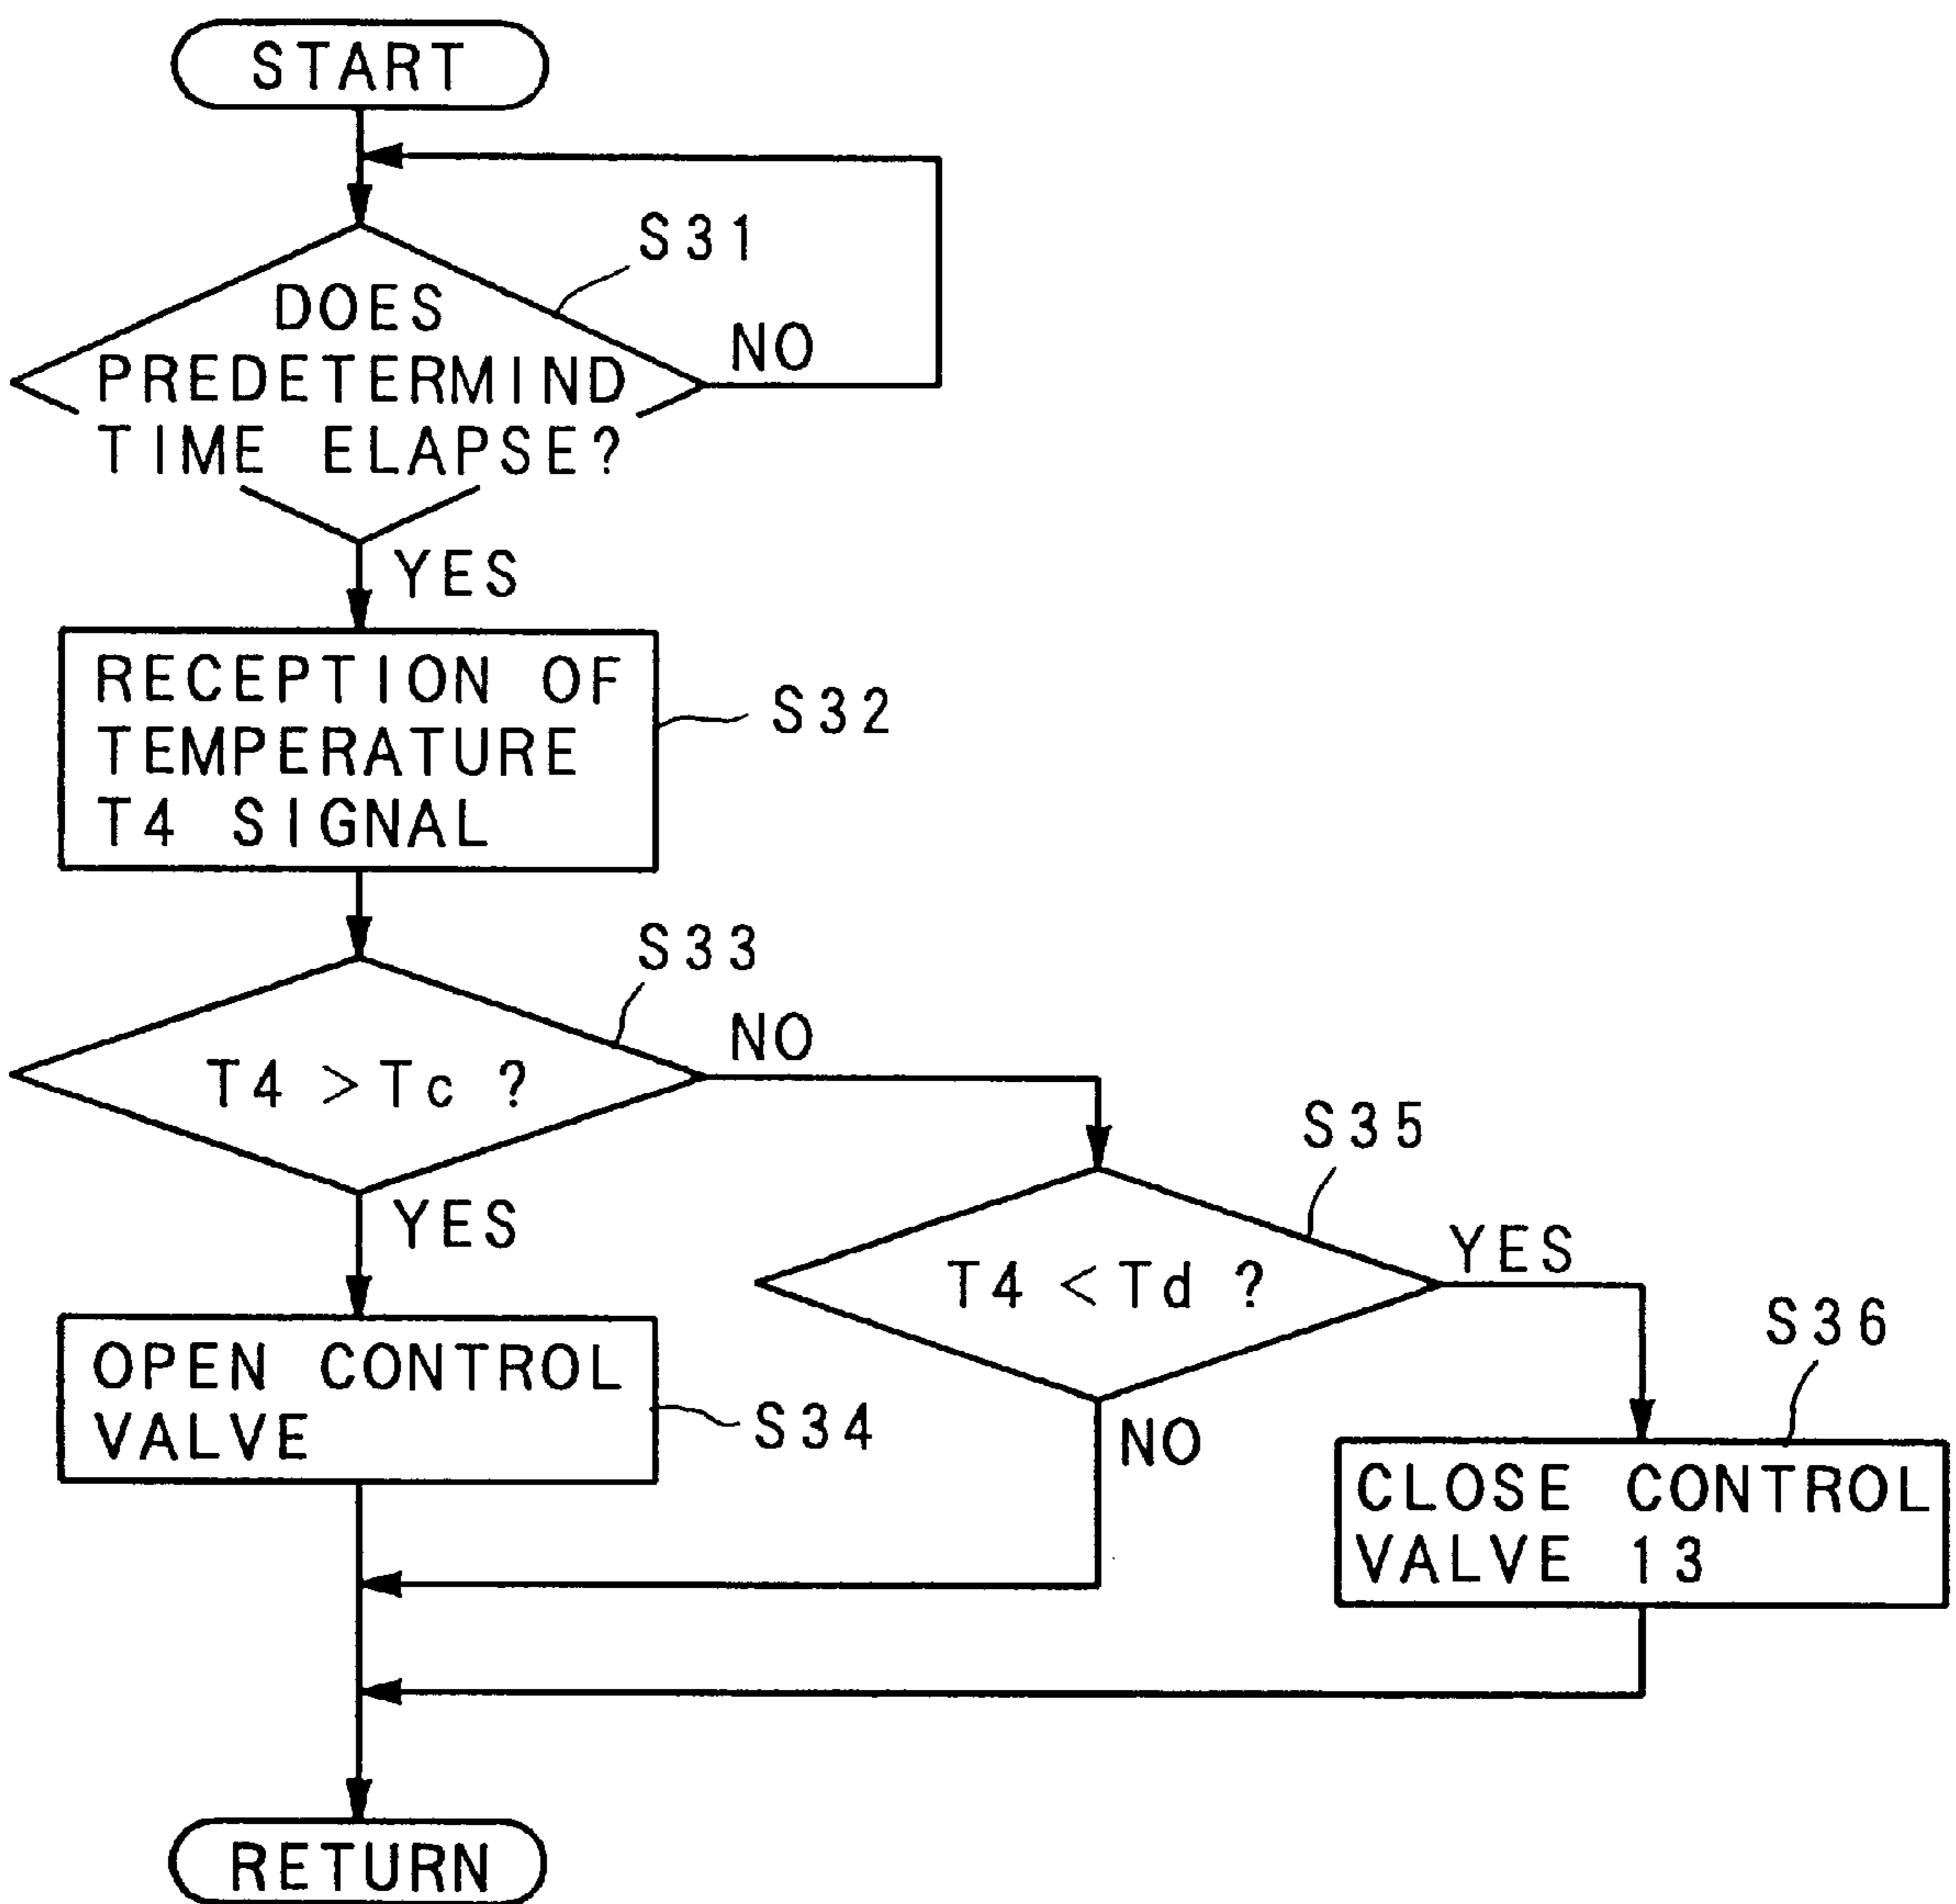 START
S31
DOES
PREDETERMIND
TIME ELAPSE?
NO
YES
RECEPTION OF
TEMPERATURE
T4 SIGNAL
S32
S33
T4 > Tc ?
NO
YES
S35
T4 < Td ?
YES
NO
OPEN CONTROL
VALVE
S34
S36
CLOSE CONTROL
VALVE 13
RETURN